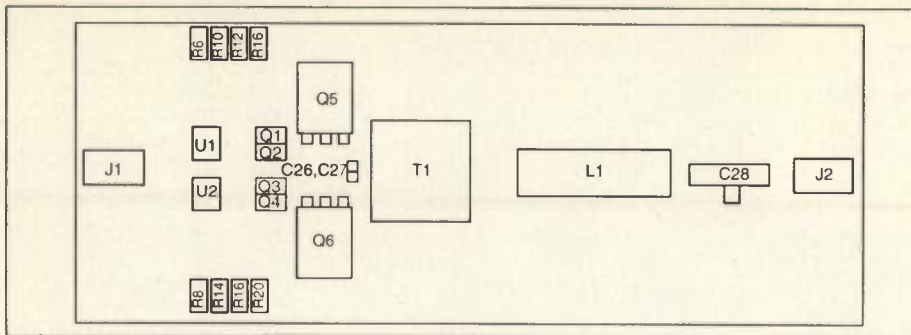 R6 R10 R12 R16
Q5
U1
Q1
Q2
J1
C26,C27
T1
L1
C28
J2
U2
Q3
Q4
Q6
R8 R14 R16 R20